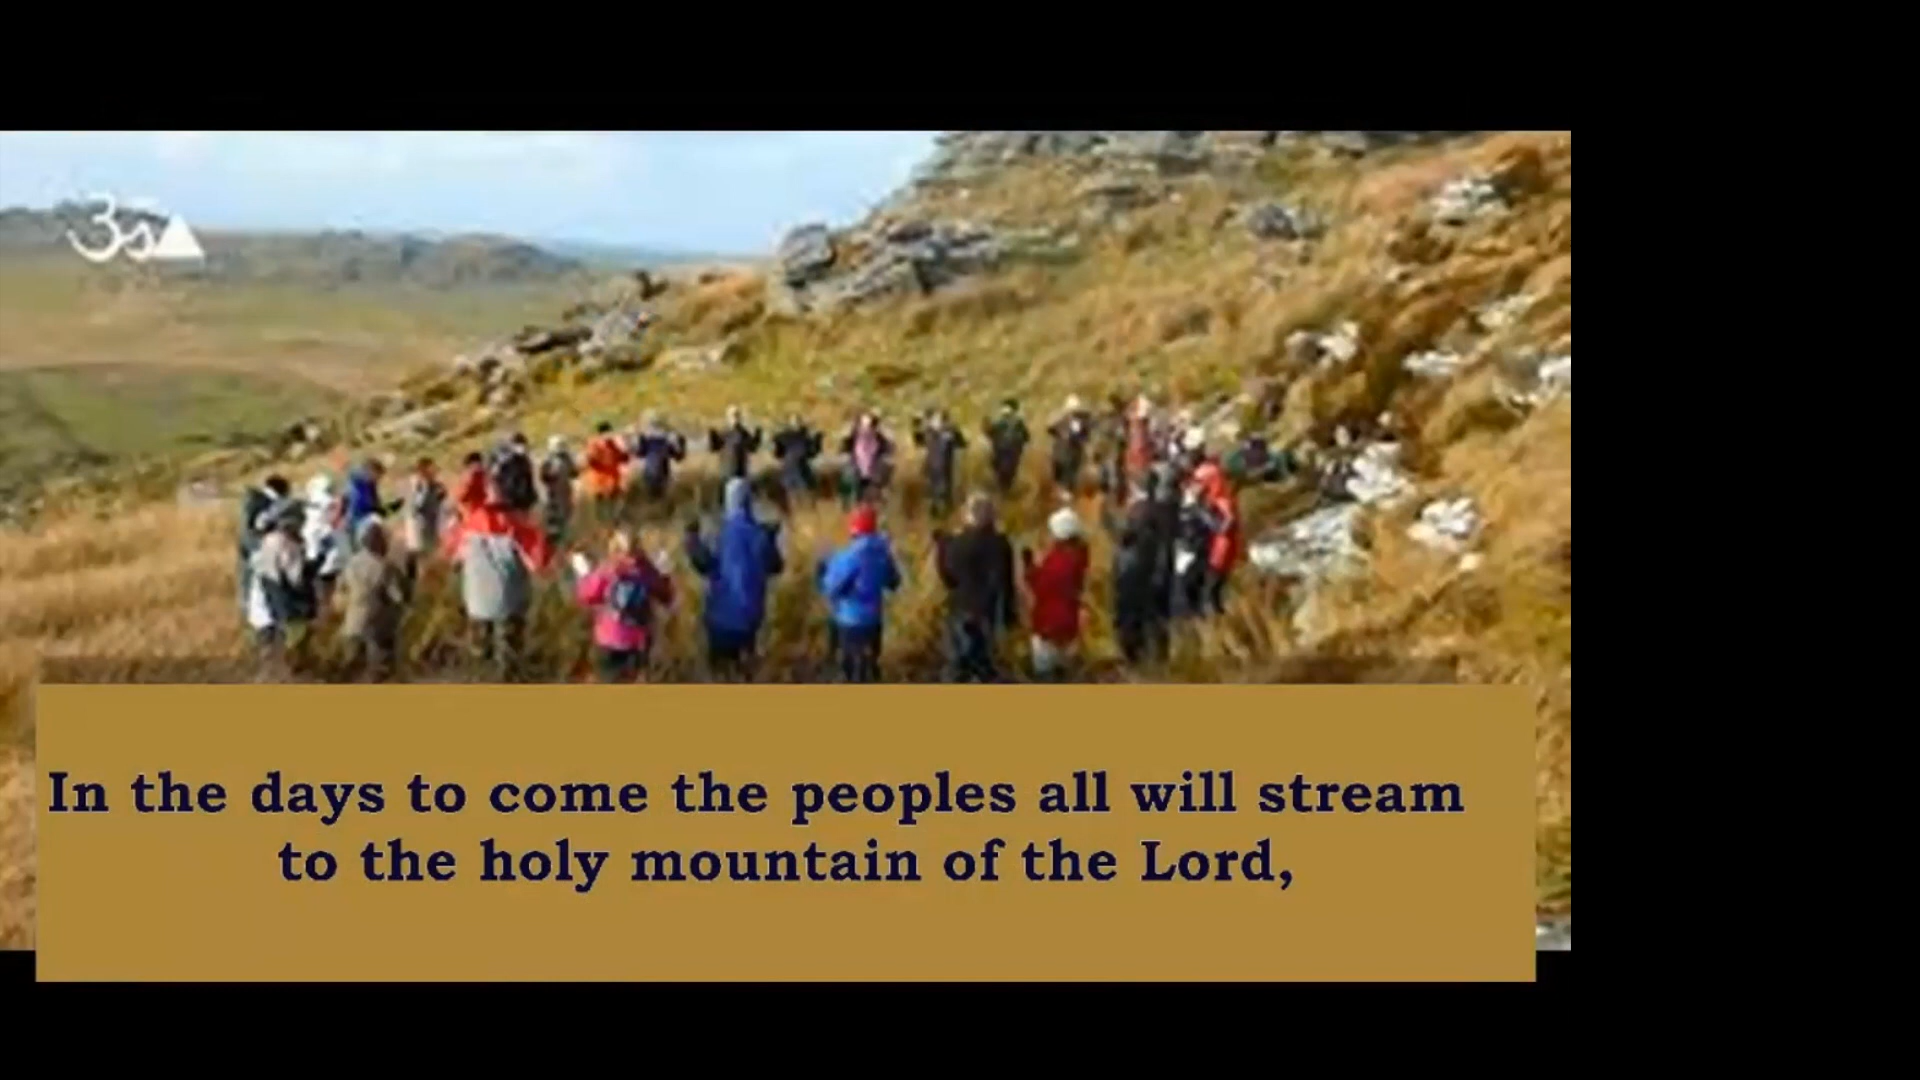 In the days to come the peoples all will stream
to the holy mountain of the Lord,